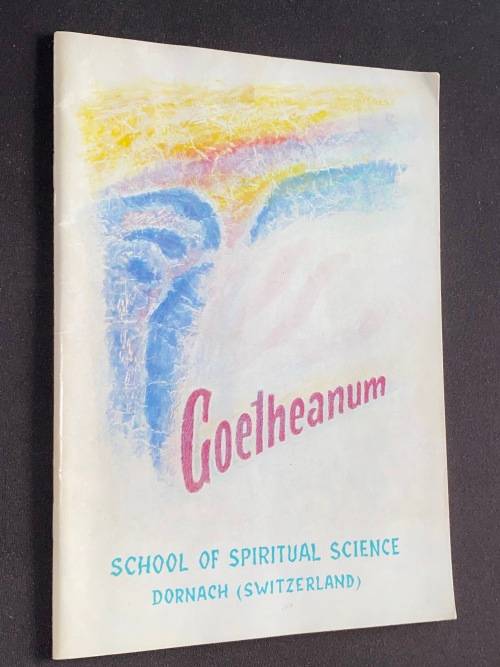 Goetheanum
SCHOOL OF SPIRITUAL SCIENCE
DORNACH (SWITZERLAND)